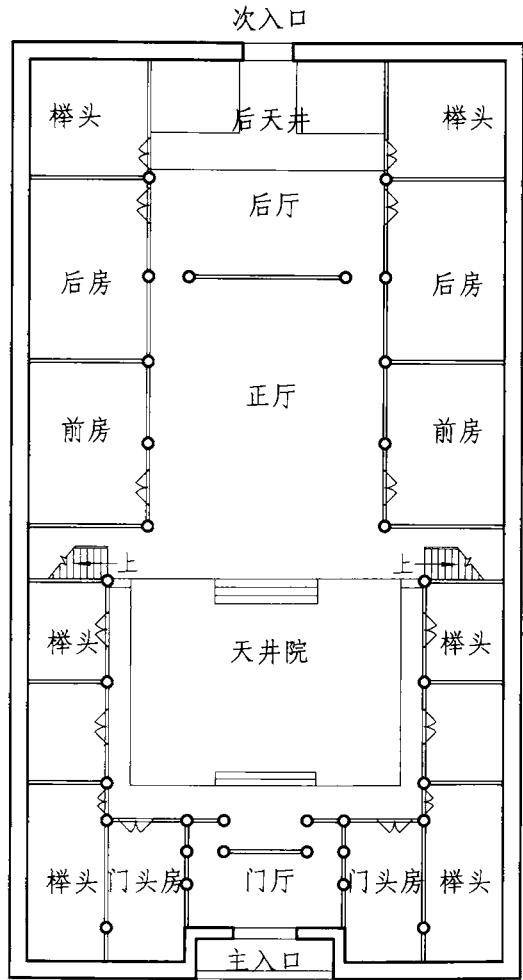 次入口
榉头 后天井 榉头
后厅
后房 后房
正厅
前房 前房
上 上
榉头 天井院 榉头
榉头 门头房 门厅 门头房 榉头
主入口